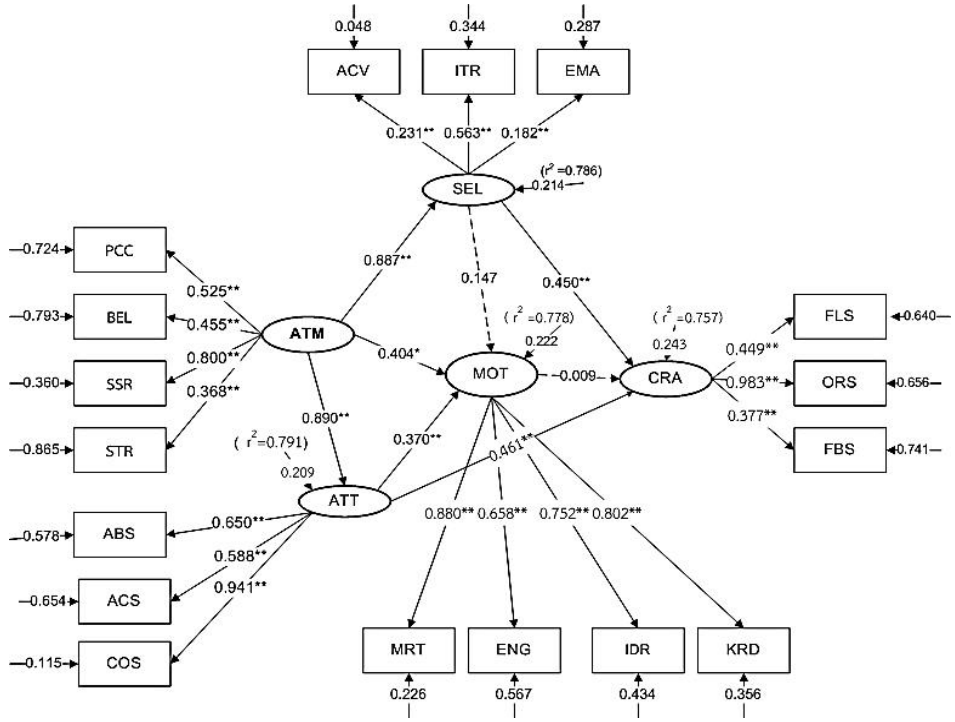 0.048 0.344 0.287
ACV ITR EMA
0.231** 0.563** 0.182**
(r²=0.786)
SEL 0.214
0.724 PCC
0.887**
0.525**
0.147 0.450**
0.793 BEL
0.455**
(r²=0.778) (r²=0.757)
FLS 0.640
ATM
0.222 0.243
0.800**
0.404*
0.449**
0.360 SSR
MOT 0.009 CRA
0.983** ORS 0.656
0.368**
0.377**
0.890**
(r²=0.791) 0.370** 0.461**
0.865 STR
FBS 0.741
0.209
ATT
0.880** 0.658** 0.752** 0.802**
0.578 ABS
0.650**
0.588**
0.941**
0.654 ACS
MRT ENG IDR KRD
0.115 COS
0.226 0.567 0.434 0.356